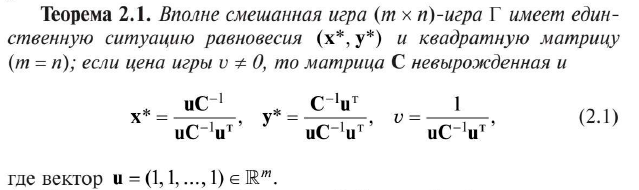 Теорема 2.1. Вполне смешанная игра (m × n)-игра Γ имеет един-
ственную ситуацию равновесия (x*, y*) и квадратную матрицу
(m = n); если цена игры v ≠ 0, то матрица C невырожденная и
x* = uC⁻¹ / uC⁻¹uᵀ, y* = C⁻¹uᵀ / uC⁻¹uᵀ, v = 1 / uC⁻¹uᵀ, (2.1)
где вектор u = (1, 1, ..., 1) ∈ ℝᵐ.